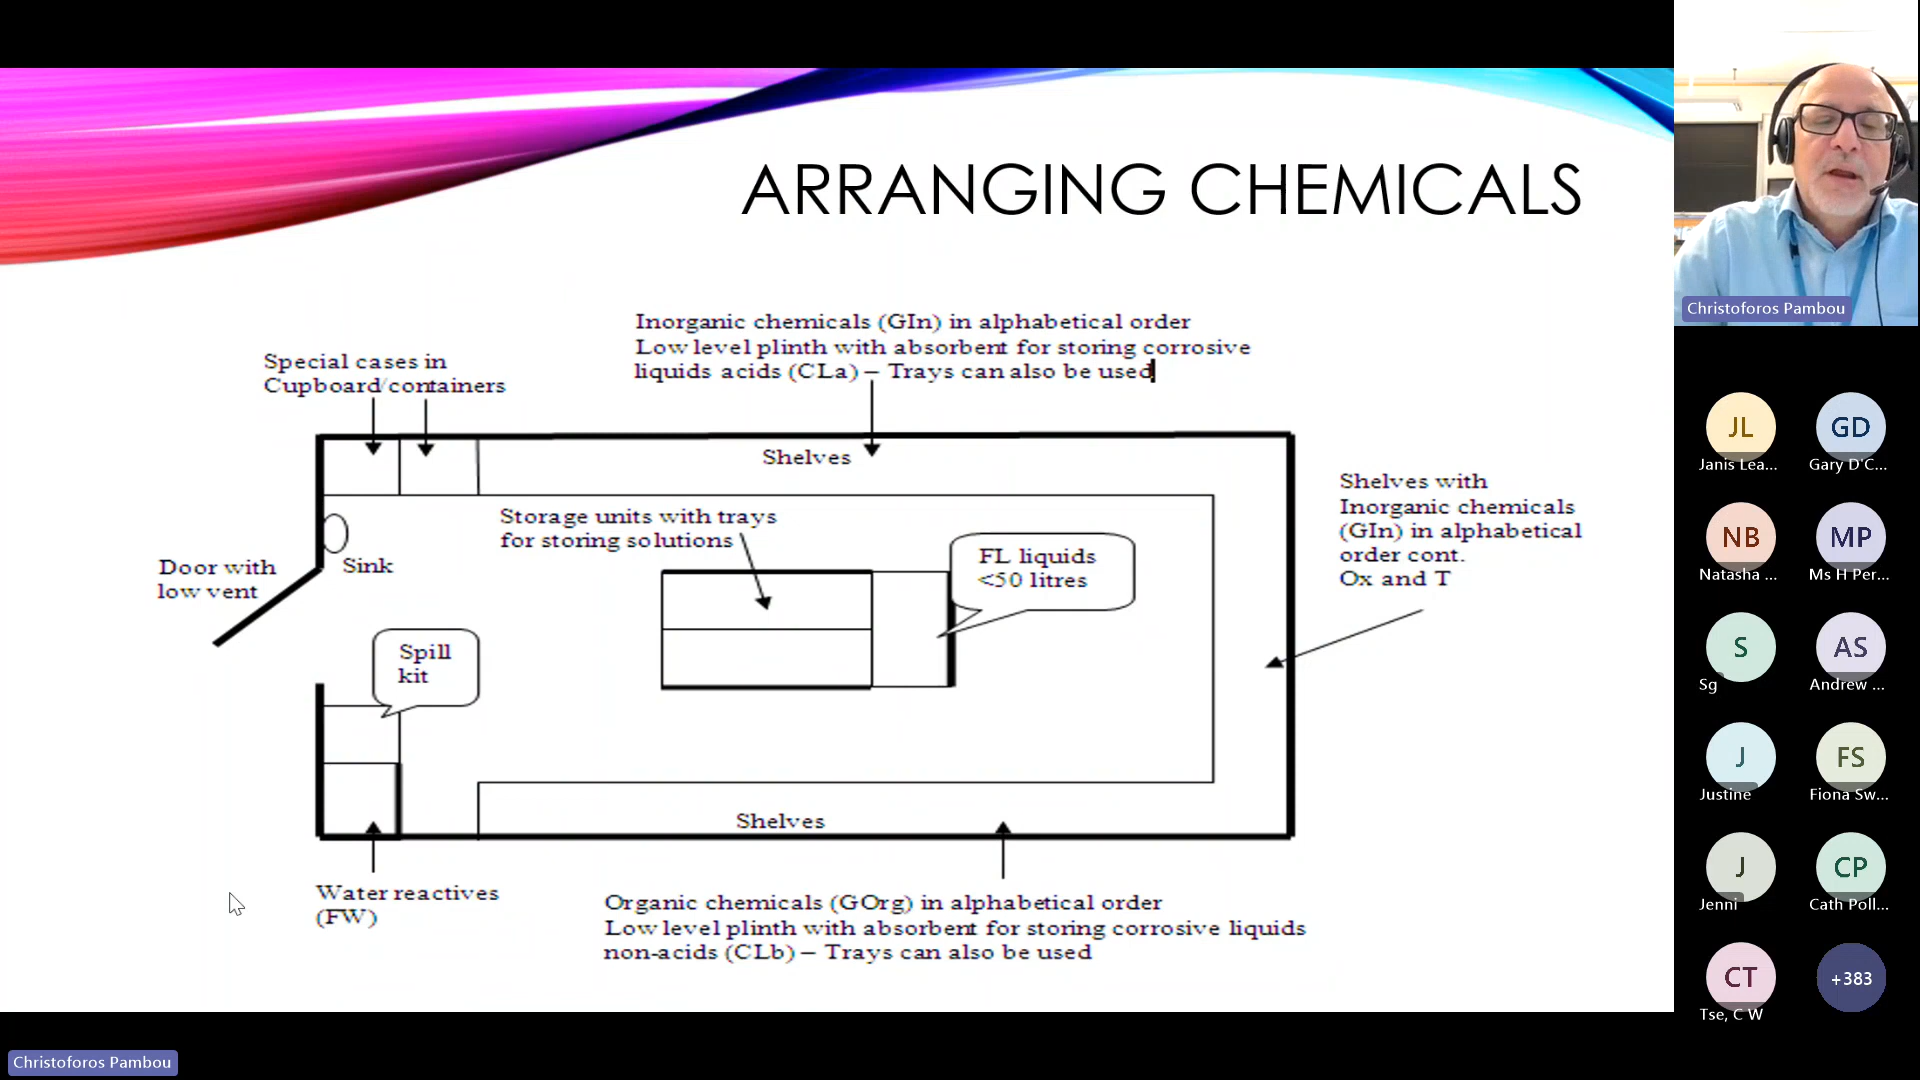 ARRANGING CHEMICALS
Inorganic chemicals (GIn) in alphabetical order
Low level plinth with absorbent for storing corrosive
liquids acids (CLa) – Trays can also be used
Special cases in
Cupboard/containers
Shelves
Shelves with
Inorganic chemicals
(GIn) in alphabetical
order cont.
Ox and T
Storage units with trays
for storing solutions
FL liquids
<50 litres
Door with
low vent
Sink
Spill
kit
Shelves
Water reactives
(FW)
Organic chemicals (GOrg) in alphabetical order
Low level plinth with absorbent for storing corrosive liquids
non-acids (CLb) – Trays can also be used
Christoforos Pambou
JL
Janis Lea...
GD
Gary D'C...
NB
Natasha ...
MP
Ms H Per...
S
Sg
AS
Andrew ...
J
Justine
FS
Fiona Sw...
J
Jenni
CP
Cath Poll...
CT
Tse, C W
+383
Christoforos Pambou